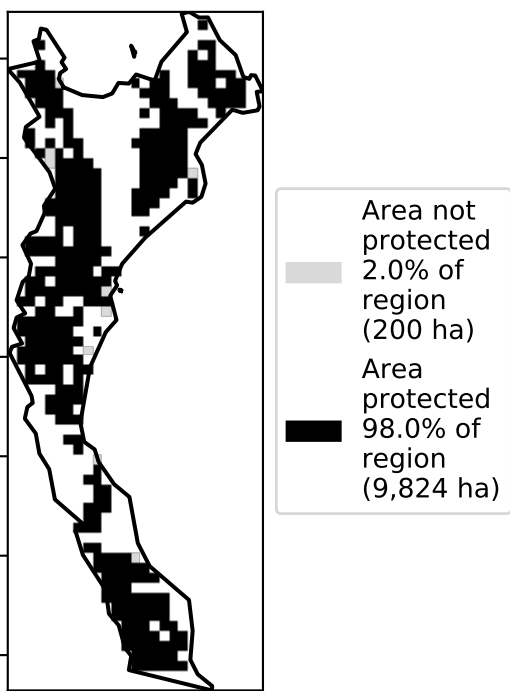 Area not
protected
2.0% of
region
(200 ha)
Area
protected
98.0% of
region
(9,824 ha)